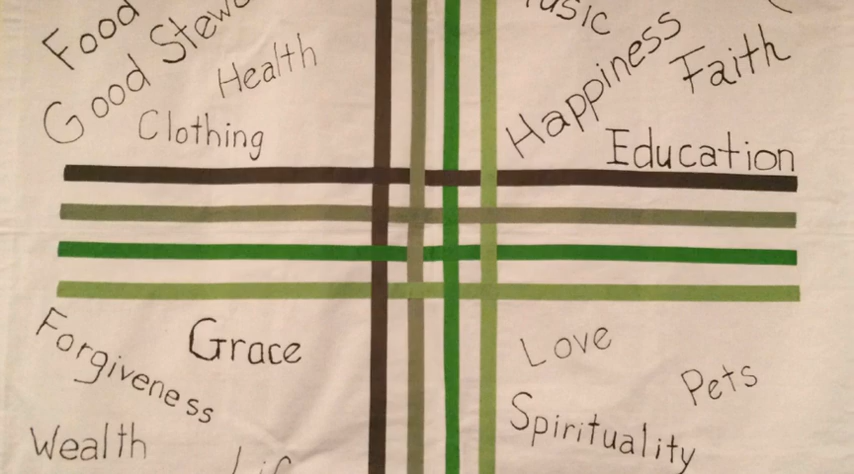 Food
Good
Health
Clothing
Happiness
Faith
Education
Forgiveness
Grace
Wealth
Love
Pets
Spirituality